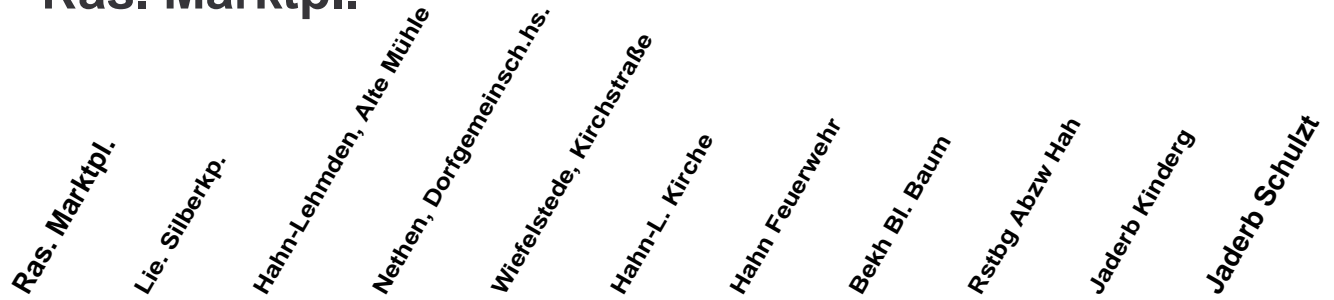 Ras. Marktpl.
Ras. Marktpl.
Lie. Silberkp.
Hahn-Lehmden, Alte Mühle
Nethen, Dorfgemeinsch.hs.
Wiefelstede, Kirchstraße
Hahn-L. Kirche
Hahn Feuerwehr
Bekh Bl. Baum
Rstbg Abzw Hah
Jaderb Kinderg
Jaderb Schulzt